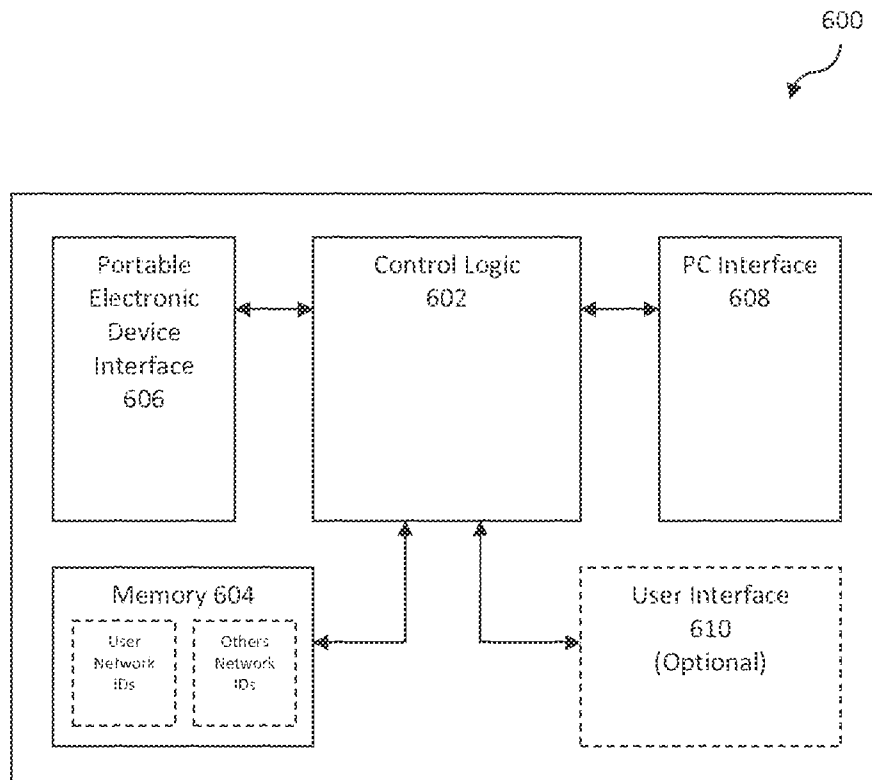 600
Portable
Electronic
Device
Interface
606
Control Logic
602
PC Interface
608
Memory 604
User
Network
IDs
Others
Network
IDs
User Interface
610
(Optional)